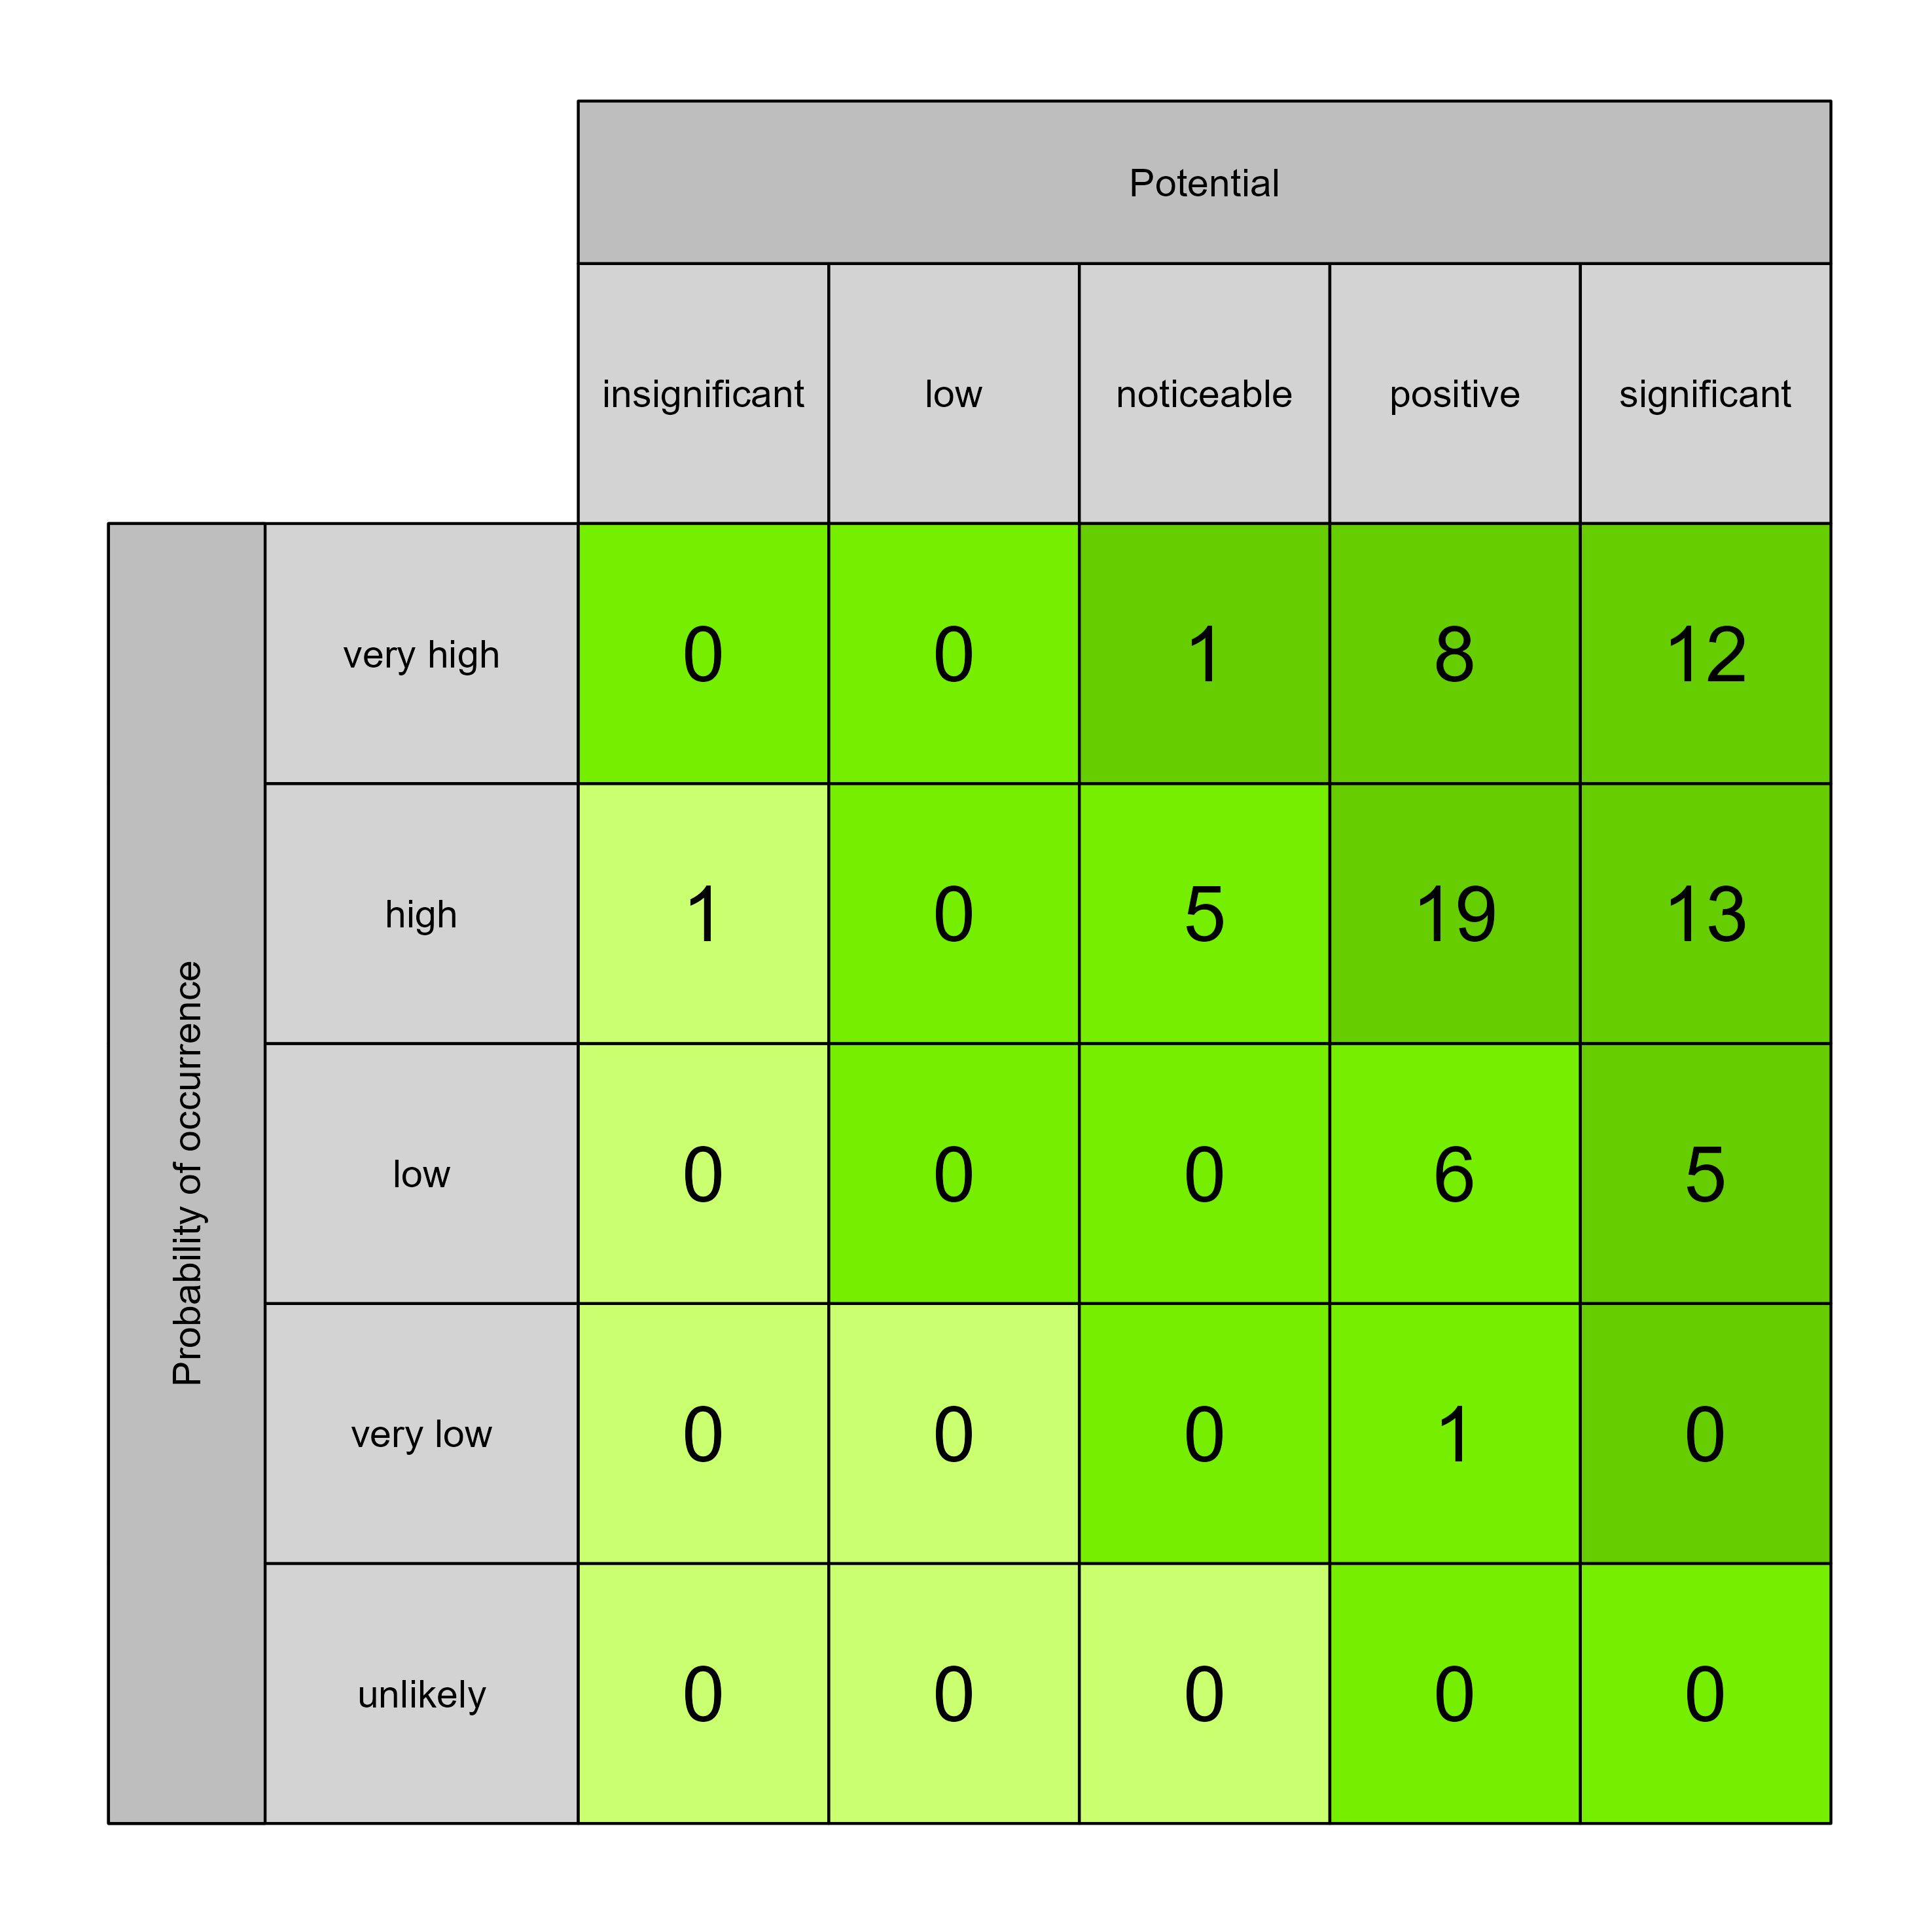 Potential
insignificant low noticeable positive significant
Probability of occurrence
very high 0 0 1 8 12
high 1 0 5 19 13
low 0 0 0 6 5
very low 0 0 0 1 0
unlikely 0 0 0 0 0